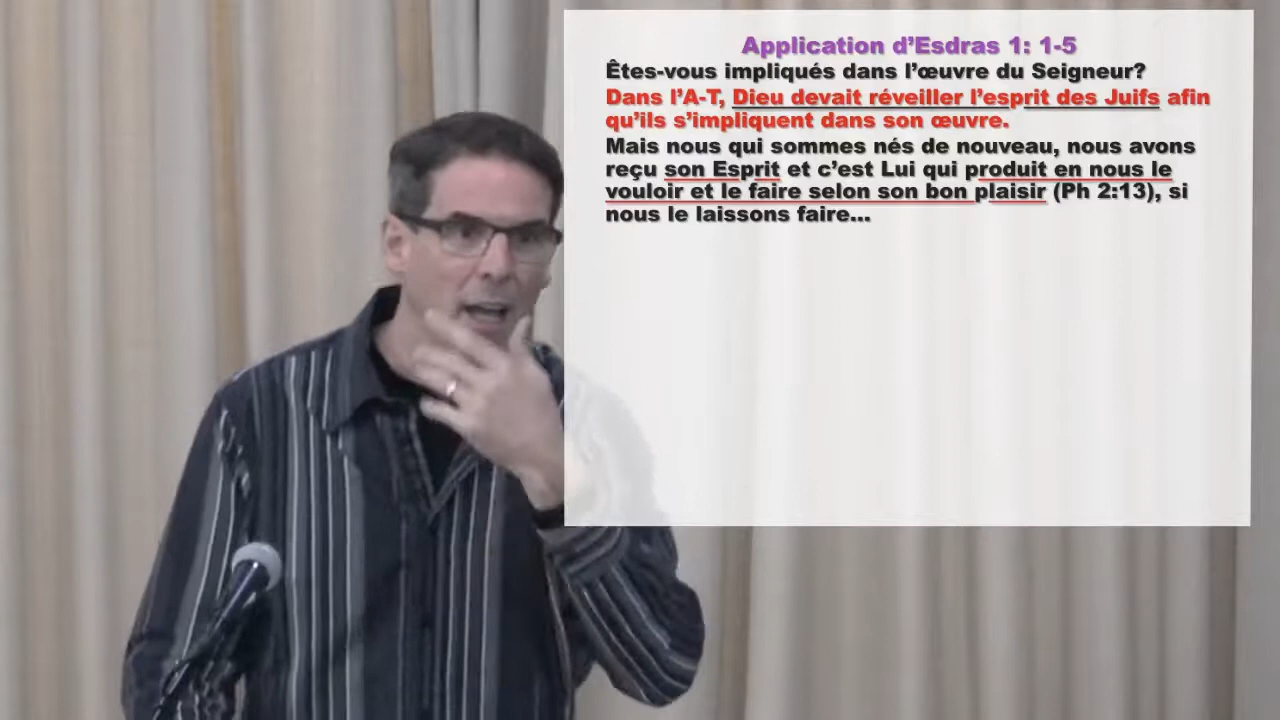 Application d’Esdras 1: 1-5
Êtes-vous impliqués dans l’œuvre du Seigneur?
Dans l’A-T, Dieu devait réveiller l’esprit des Juifs afin
qu’ils s’impliquent dans son œuvre.
Mais nous qui sommes nés de nouveau, nous avons
reçu son Esprit et c’est Lui qui produit en nous le
vouloir et le faire selon son bon plaisir (Ph 2:13), si
nous le laissons faire...